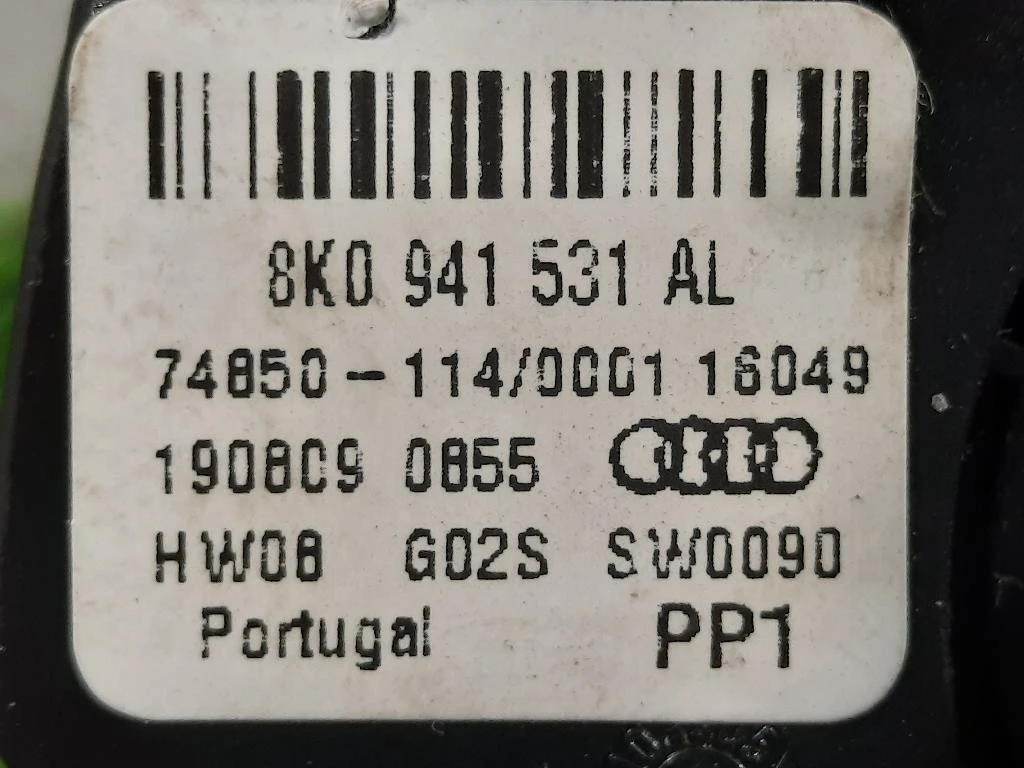 8K0 941 531 AL
74850-114/0001 16049
190809 0855
HW08 G02S SW0090
Portugal PP1